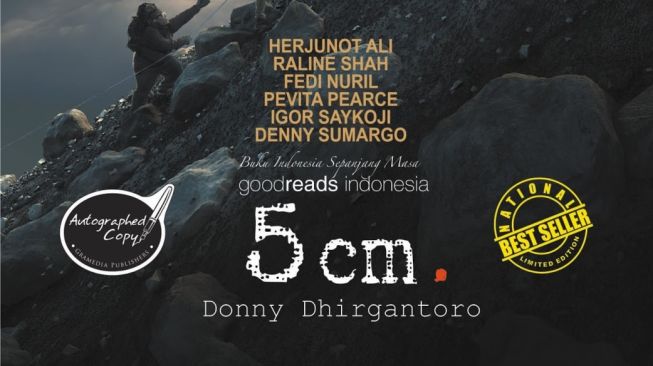 HERJUNOT ALI
RALINE SHAH
FEDI NURIL
PEVITA PEARCE
IGOR SAYKOJI
DENNY SUMARGO
Buku Indonesia Sepanjang Masa
goodreads indonesia
Autographed
Copy
GRAMEDIA PUBLISHERS
5 cm.
NATIONAL
BEST SELLER
LIMITED EDITION
Donny Dhirgantoro